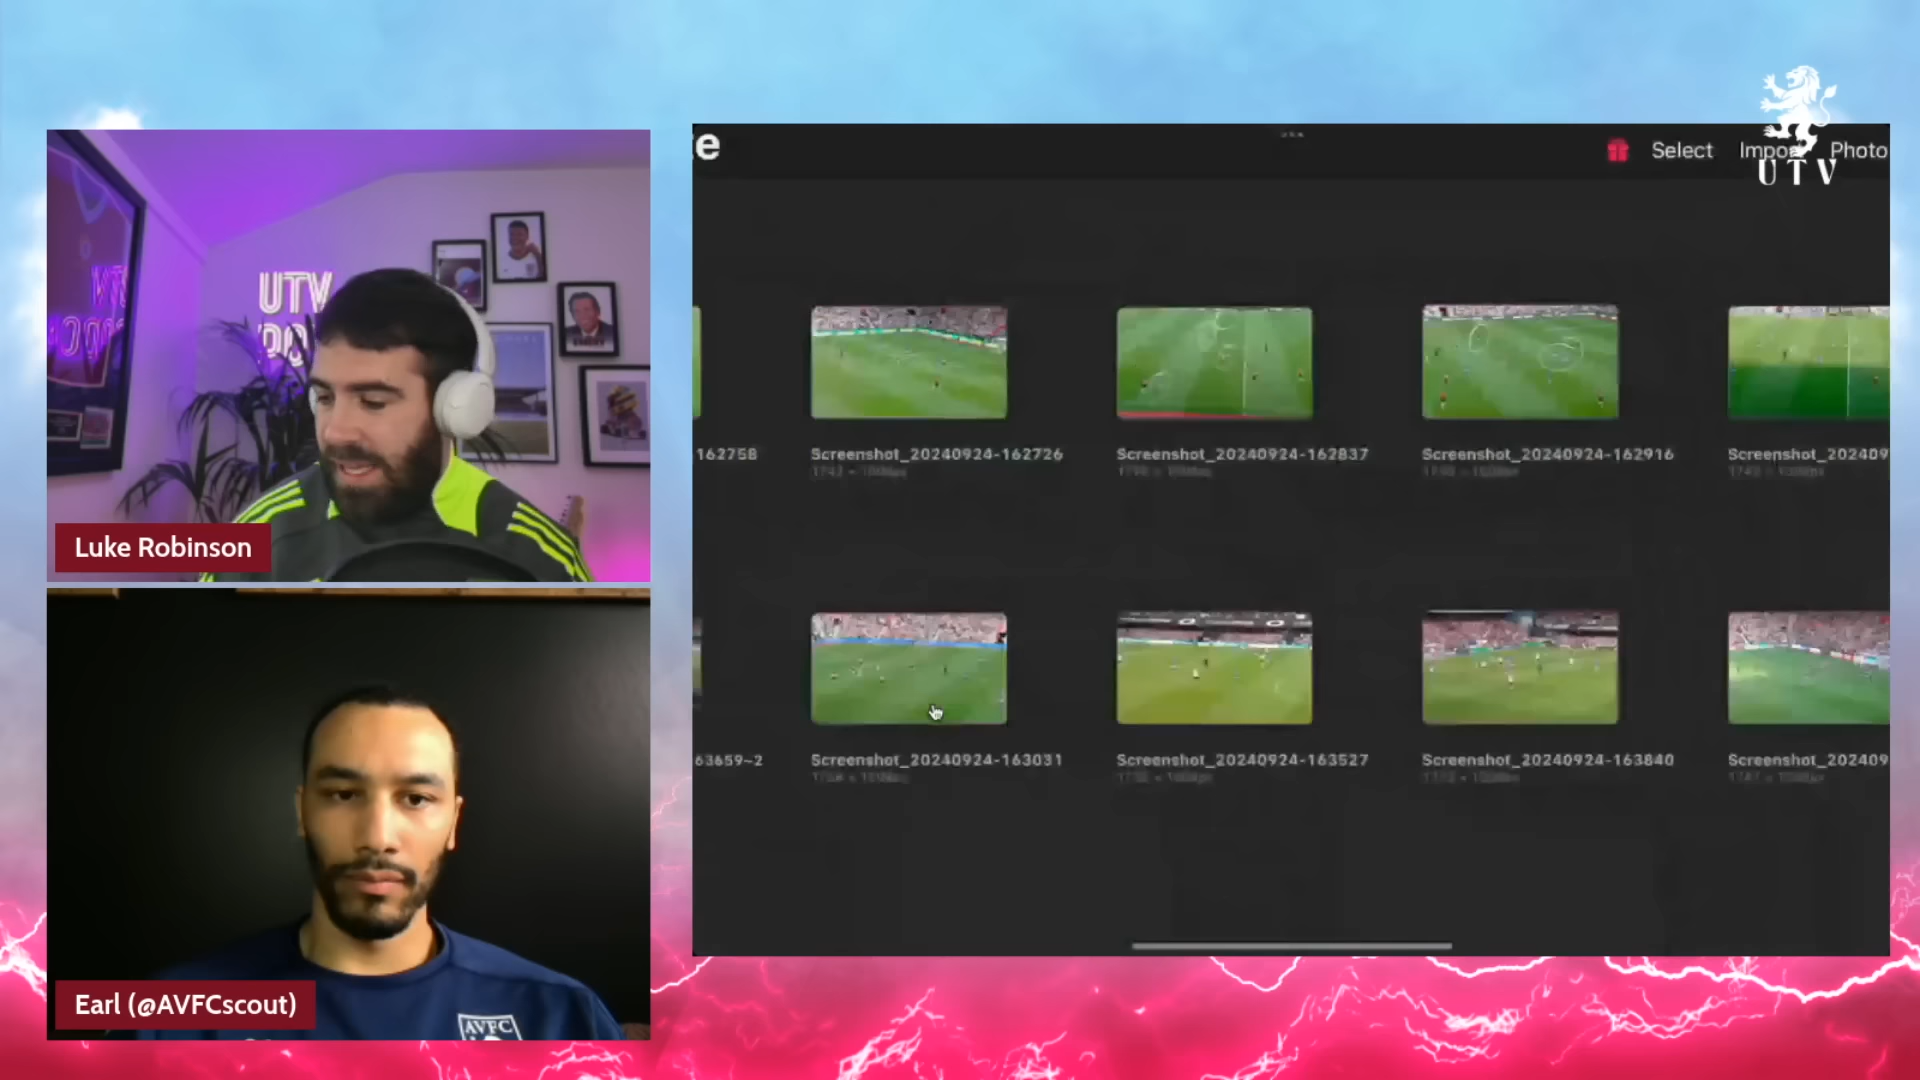 e
Select
Photo
UTV
UTV
PO
Luke Robinson
162758
Screenshot_20240924-162726
Screenshot_20240924-162837
Screenshot_20240924-162916
Screenshot_202409
63659~2
Screenshot_20240924-163031
Screenshot_20240924-163527
Screenshot_20240924-163840
Screenshot_202409
AVFC
Earl (@AVFCscout)